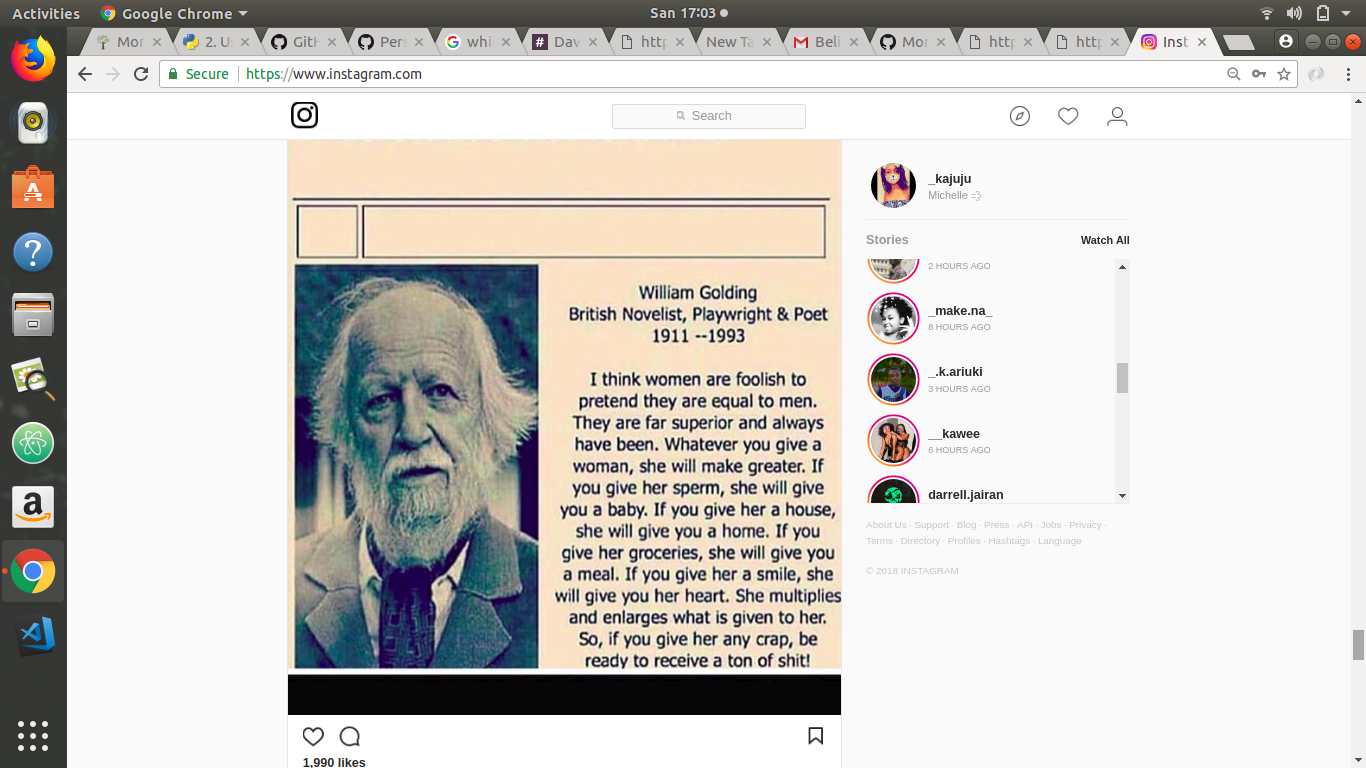 Activities
Google Chrome
San 17:03
Mor
2. U
GitH
Pers
whi
Dav
http
New Ta
Beli
Mor
http
http
Inst
Secure
https://www.instagram.com
Search
_kajuju
Michelle
Stories
Watch All
2 HOURS AGO
_make.na_
8 HOURS AGO
_.k.ariuki
3 HOURS AGO
__kawee
6 HOURS AGO
darrell.jairan
About Us · Support · Blog · Press · API · Jobs · Privacy ·
Terms · Directory · Profiles · Hashtags · Language
© 2018 INSTAGRAM
William Golding
British Novelist, Playwright & Poet
1911 --1993
I think women are foolish to
pretend they are equal to men.
They are far superior and always
have been. Whatever you give a
woman, she will make greater. If
you give her sperm, she will give
you a baby. If you give her a house,
she will give you a home. If you
give her groceries, she will give you
a meal. If you give her a smile, she
will give you her heart. She multiplies
and enlarges what is given to her.
So, if you give her any crap, be
ready to receive a ton of shit!
1,990 likes